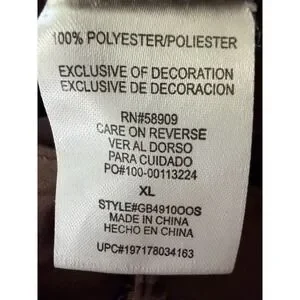 100% POLYESTER/POLIESTER
EXCLUSIVE OF DECORATION
EXCLUSIVE DE DECORACION
RN#58909
CARE ON REVERSE
VER AL DORSO
PARA CUIDADO
PO#100-00113224
XL
STYLE#GB4910OOS
MADE IN CHINA
HECHO EN CHINA
UPC#197178034163